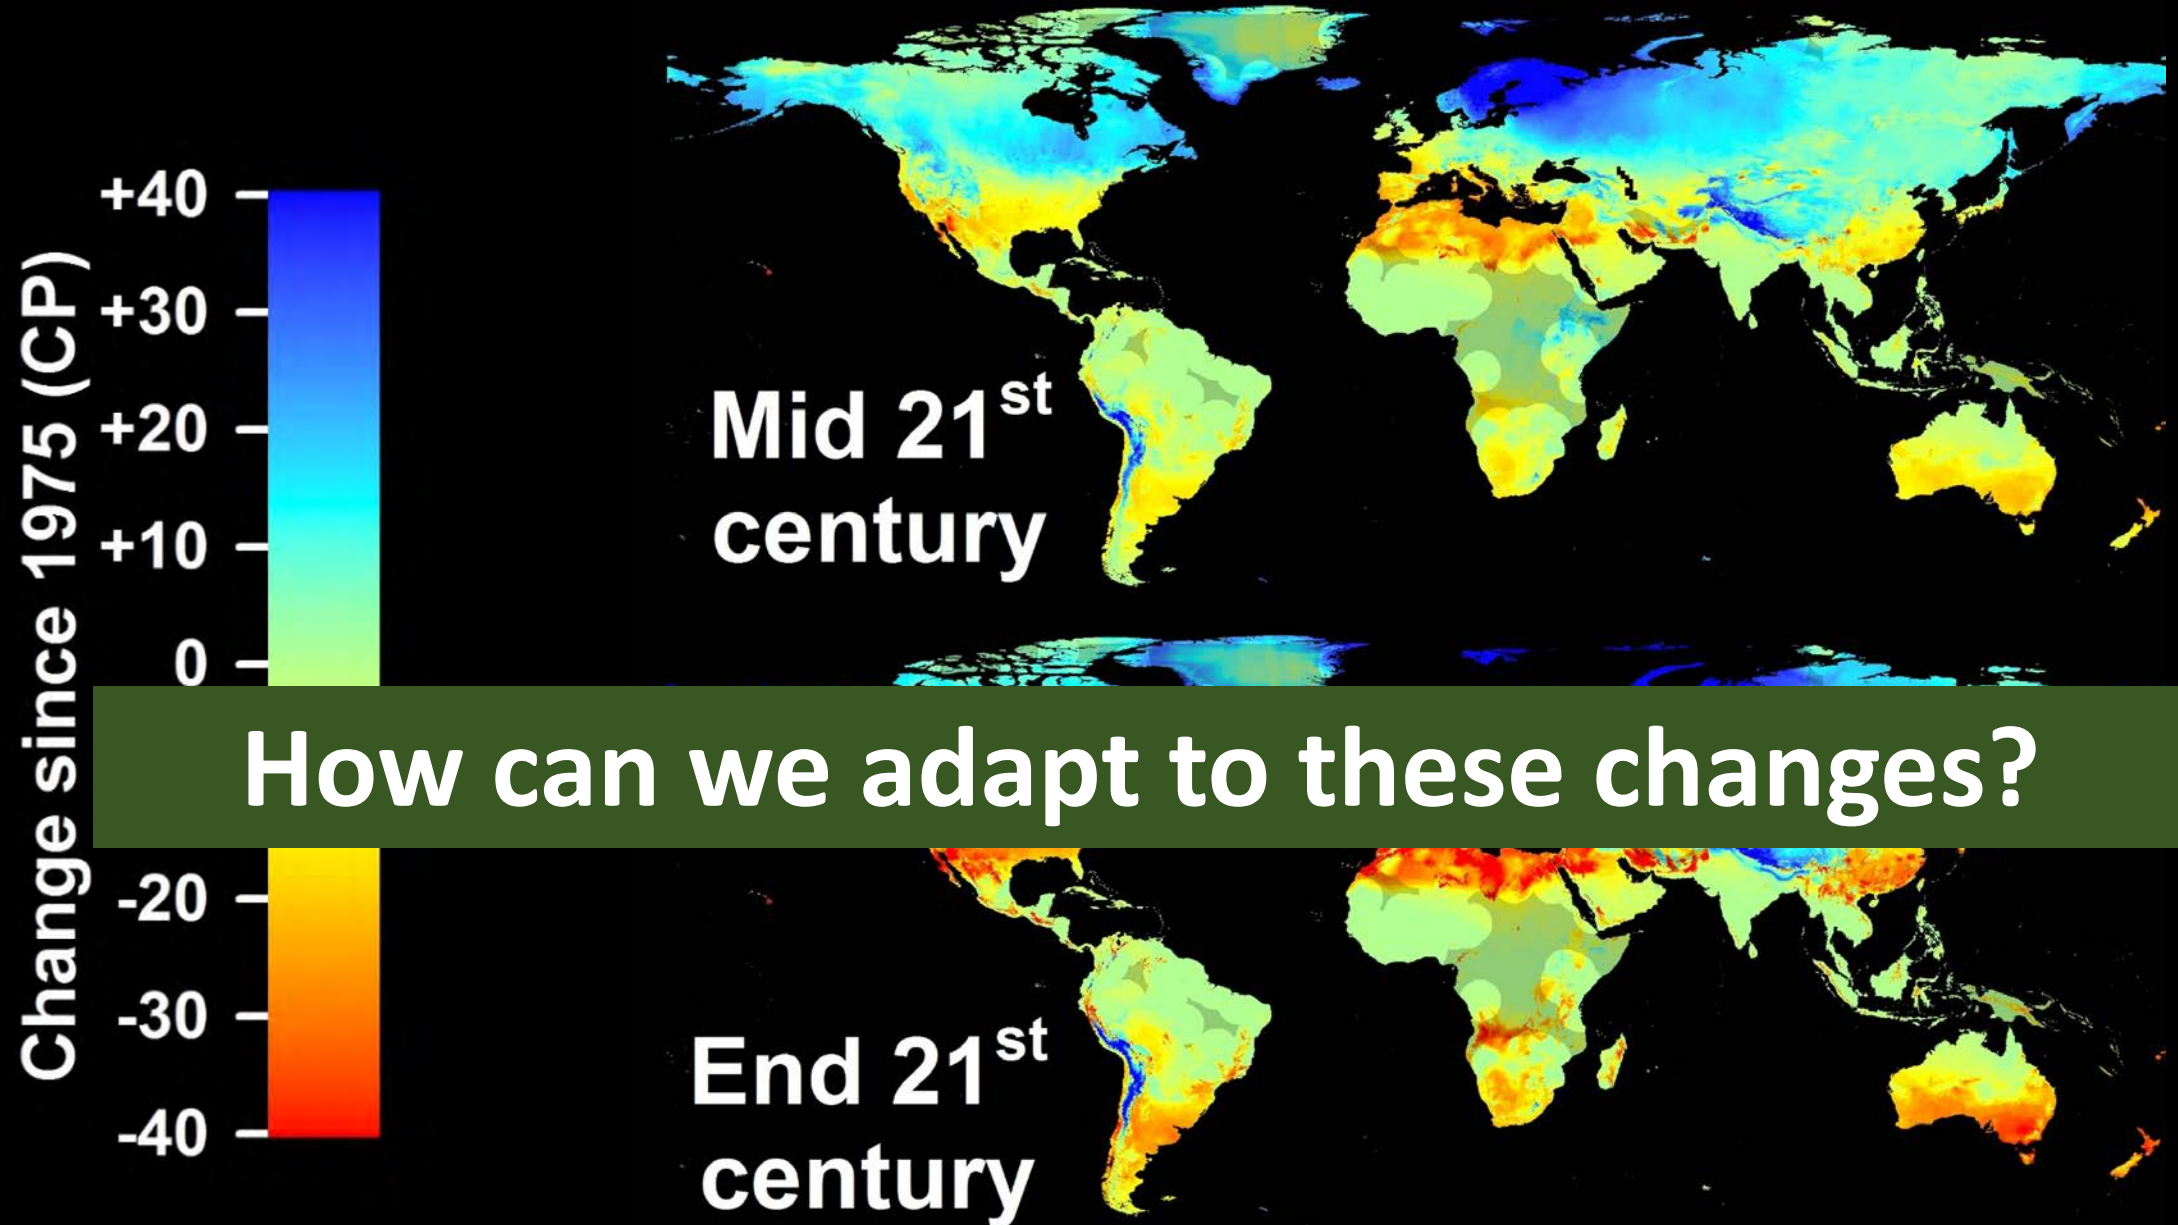 Change since 1975 (CP)
+40
+30
+20
+10
0
-20
-30
-40
Mid 21st
century
How can we adapt to these changes?
End 21st
century